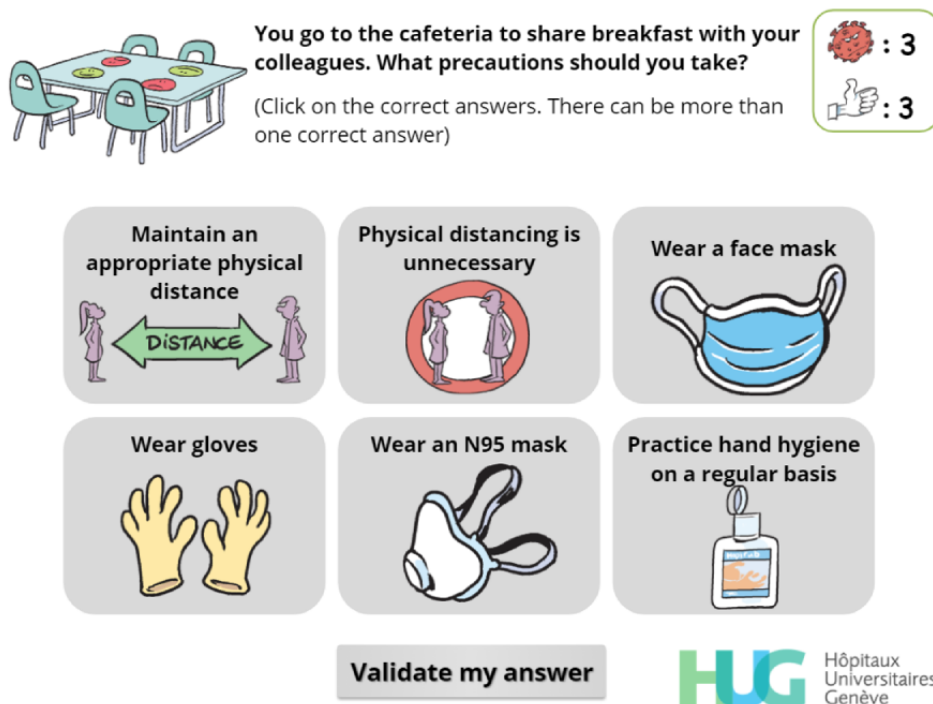 You go to the cafeteria to share breakfast with your
colleagues. What precautions should you take?
(Click on the correct answers. There can be more than
one correct answer)
: 3
: 3
Maintain an
appropriate physical
distance
DiSTANCE
Physical distancing is
unnecessary
Wear a face mask
Wear gloves
Wear an N95 mask
Practice hand hygiene
on a regular basis
Validate my answer
HUG
Hôpitaux
Universitaires
Genève